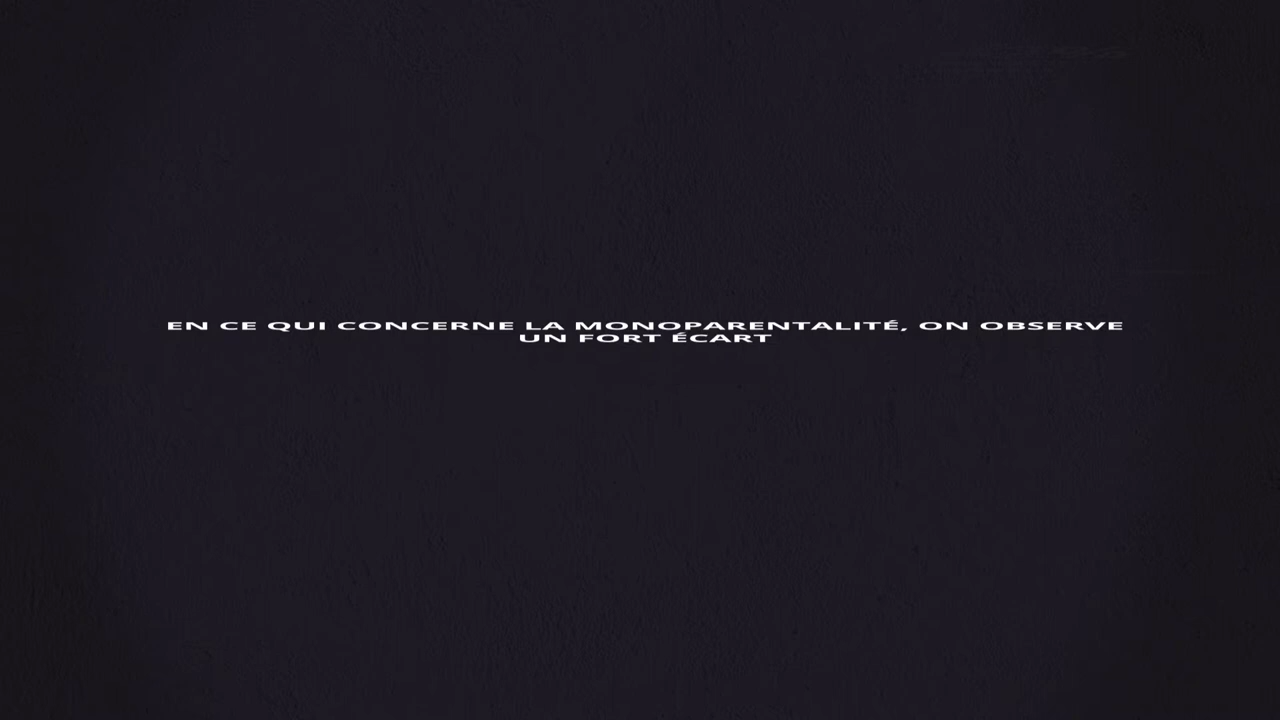 EN CE QUI CONCERNE LA MONOPARENTALITÉ, ON OBSERVE
UN FORT ÉCART